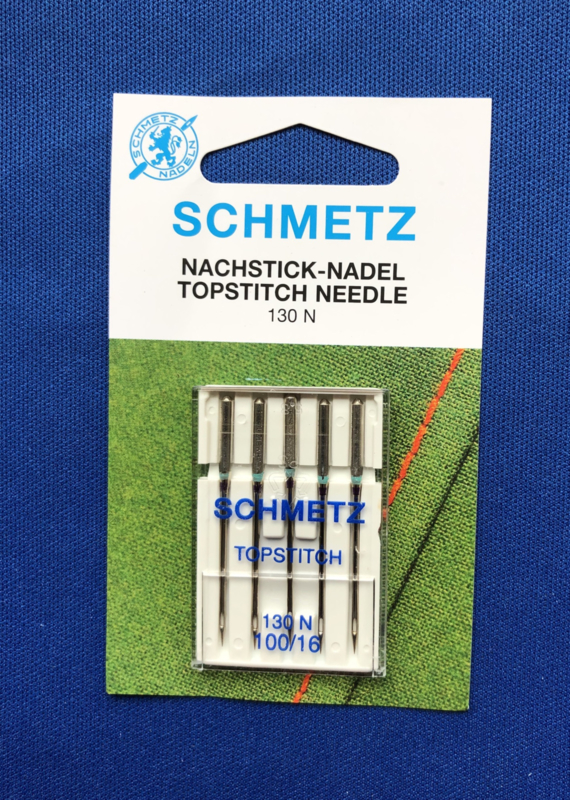 SCHMETZ
NADELN
SCHMETZ
NACHSTICK-NADEL
TOPSTITCH NEEDLE
130 N
SCHMETZ
TOPSTITCH
130 N
100/16